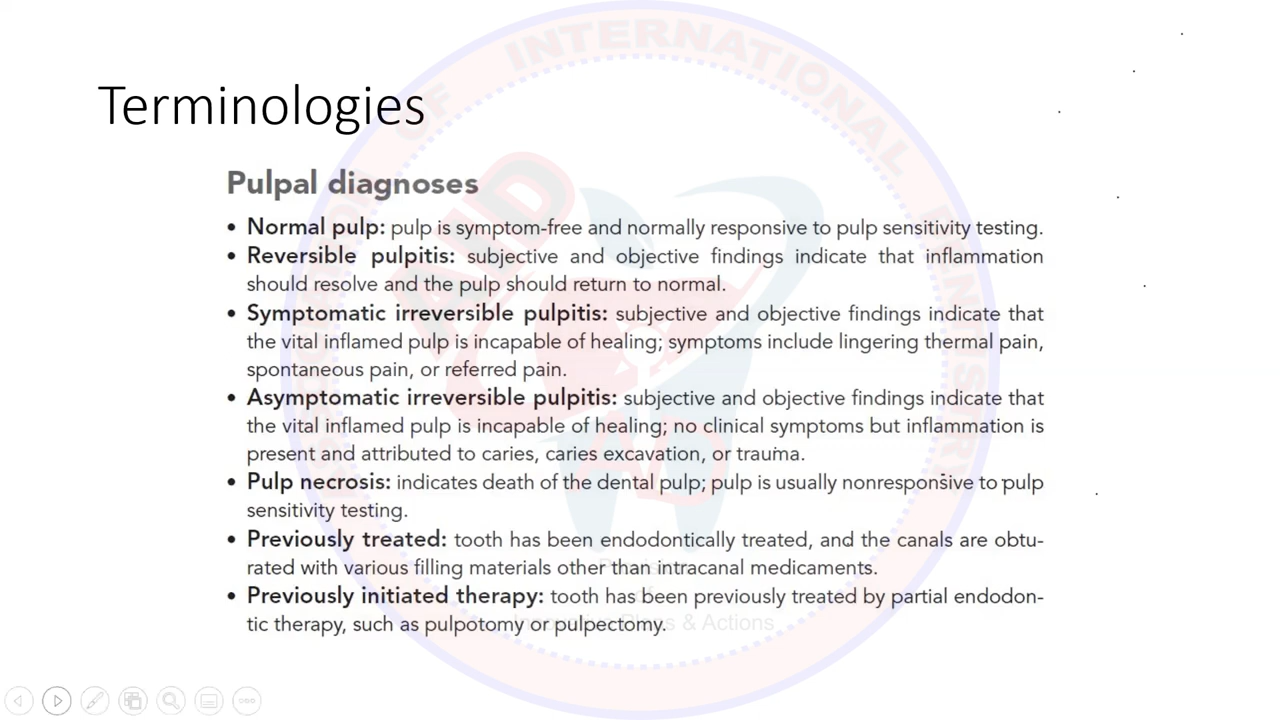 Terminologies
Pulpal diagnoses
• Normal pulp: pulp is symptom-free and normally responsive to pulp sensitivity testing.
• Reversible pulpitis: subjective and objective findings indicate that inflammation
should resolve and the pulp should return to normal.
• Symptomatic irreversible pulpitis: subjective and objective findings indicate that
the vital inflamed pulp is incapable of healing; symptoms include lingering thermal pain,
spontaneous pain, or referred pain.
• Asymptomatic irreversible pulpitis: subjective and objective findings indicate that
the vital inflamed pulp is incapable of healing; no clinical symptoms but inflammation is
present and attributed to caries, caries excavation, or trauma.
• Pulp necrosis: indicates death of the dental pulp; pulp is usually nonresponsive to pulp
sensitivity testing.
• Previously treated: tooth has been endodontically treated, and the canals are obtu-
rated with various filling materials other than intracanal medicaments.
• Previously initiated therapy: tooth has been previously treated by partial endodon-
tic therapy, such as pulpotomy or pulpectomy.
OF INTERNATIONAL
AID
& Actions